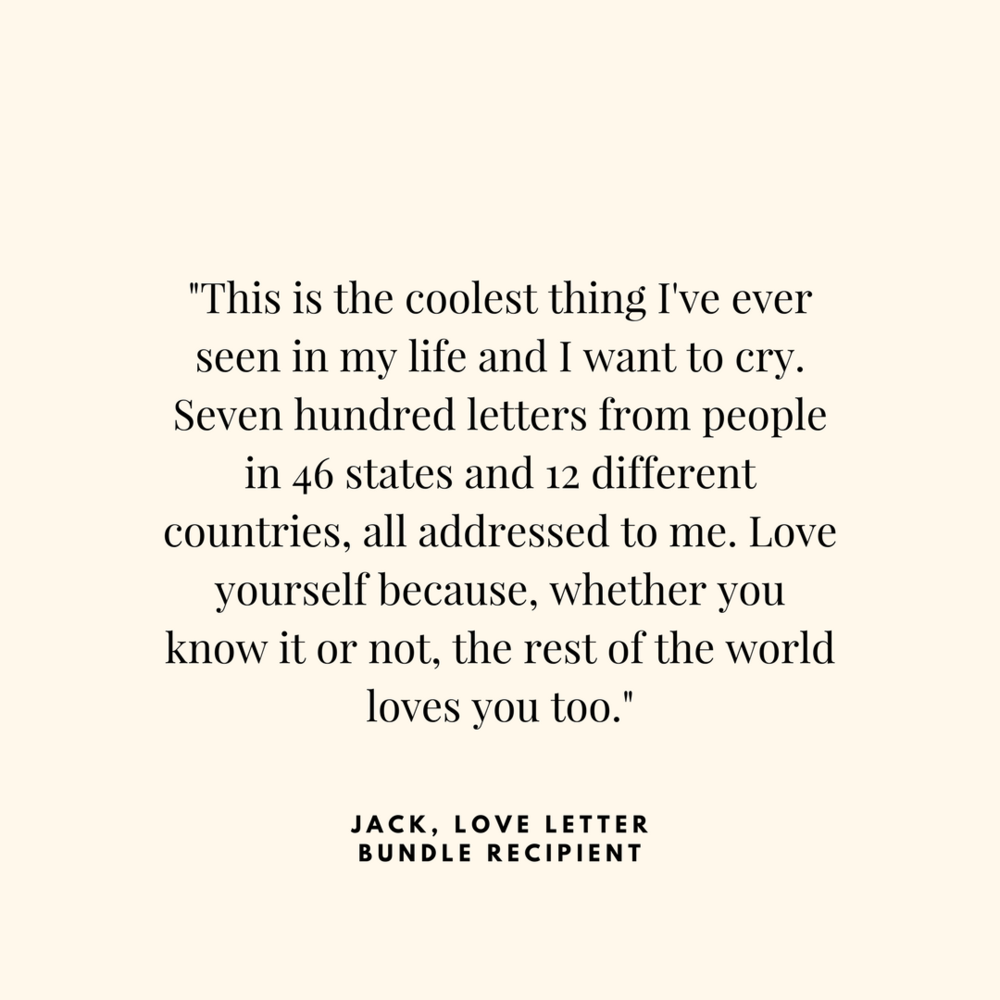 "This is the coolest thing I've ever
seen in my life and I want to cry.
Seven hundred letters from people
in 46 states and 12 different
countries, all addressed to me. Love
yourself because, whether you
know it or not, the rest of the world
loves you too."
JACK, LOVE LETTER
BUNDLE RECIPIENT